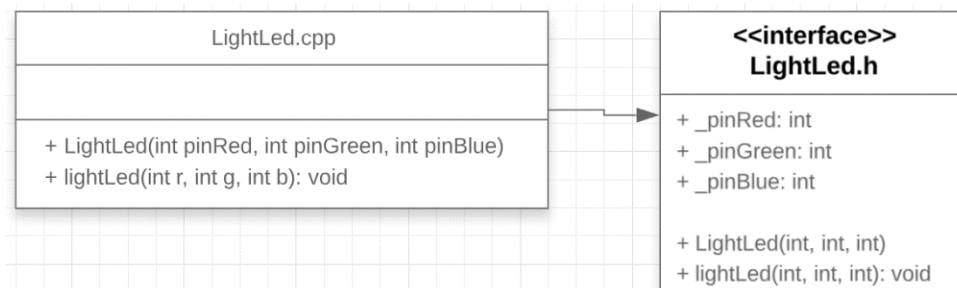 LightLed.cpp
+ LightLed(int pinRed, int pinGreen, int pinBlue)
+ lightLed(int r, int g, int b): void
<<interface>>
LightLed.h
+ _pinRed: int
+ _pinGreen: int
+ _pinBlue: int
+ LightLed(int, int, int)
+ lightLed(int, int, int): void